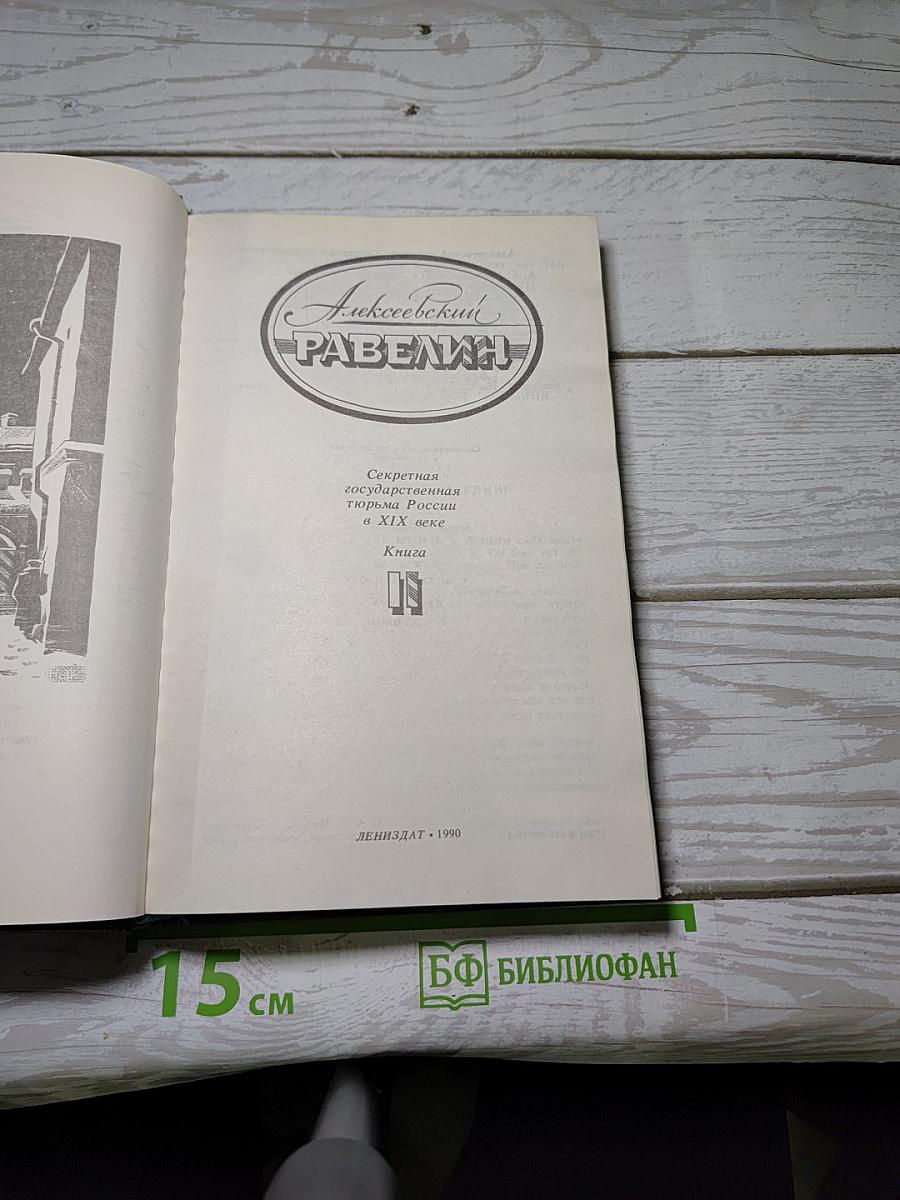 Алексеевский
РАВЕЛИН
Секретная
государственная
тюрьма России
в XIX веке
Книга
II
ЛЕНИЗДАТ • 1990
15 см
БФ БИБЛИОФАН